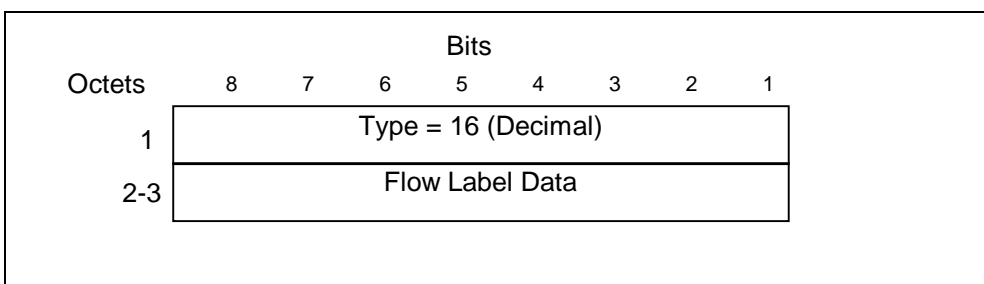 Bits
Octets 8 7 6 5 4 3 2 1
1 Type = 16 (Decimal)
2-3 Flow Label Data